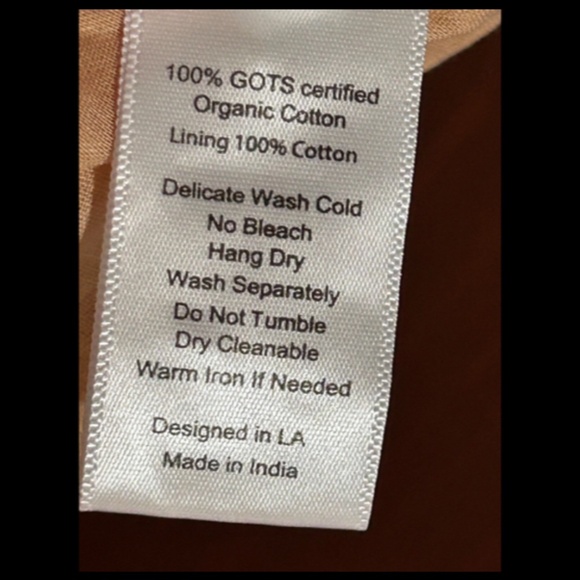 100% GOTS certified
Organic Cotton
Lining 100% Cotton
Delicate Wash Cold
No Bleach
Hang Dry
Wash Separately
Do Not Tumble
Dry Cleanable
Warm Iron If Needed
Designed in LA
Made in India